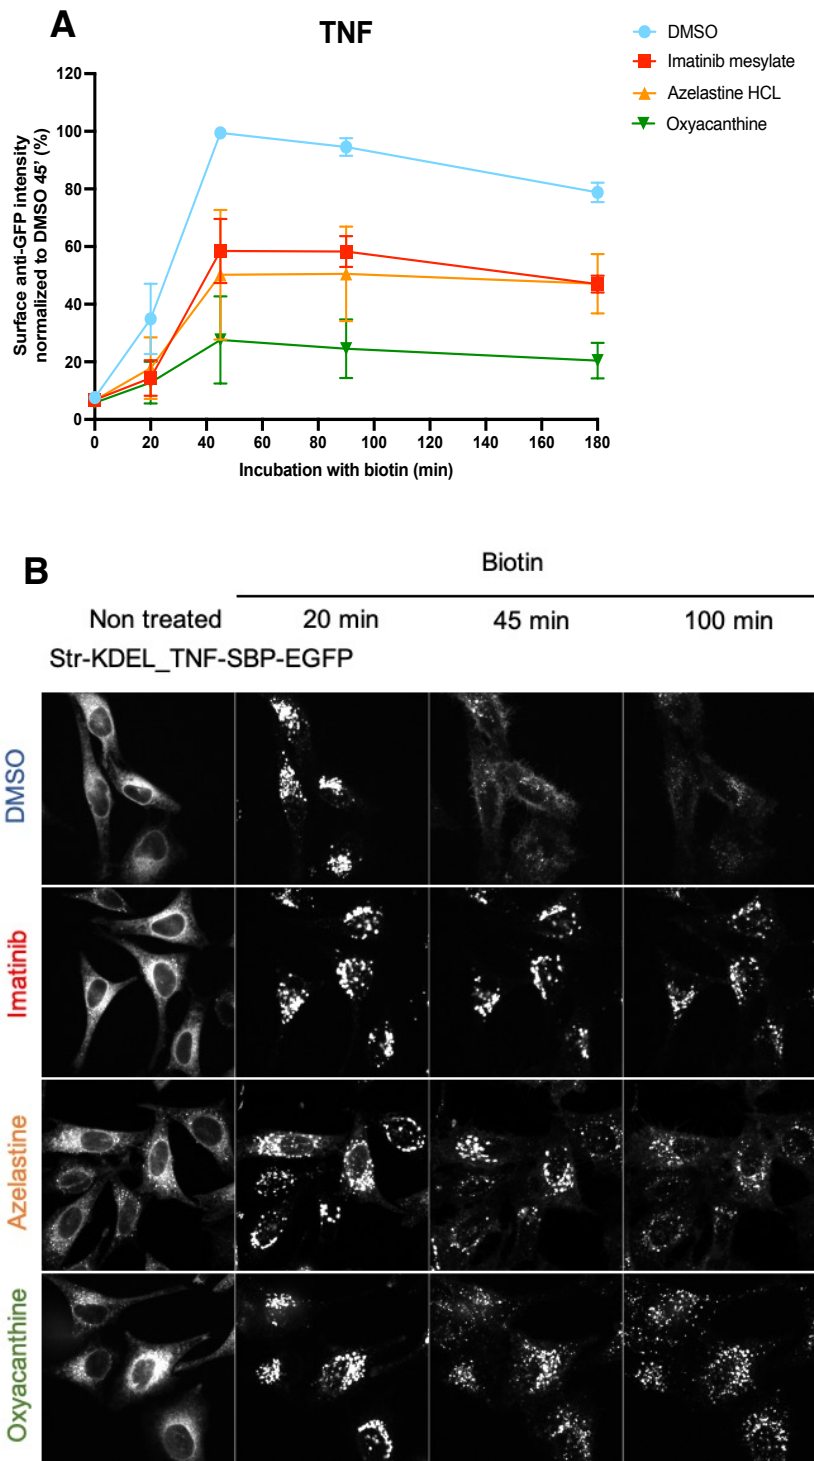 A
TNF
DMSO
Imatinib mesylate
Azelastine HCL
Oxyacanthine
Surface anti-GFP intensity
normalized to DMSO 45' (%)
120
100
80
60
40
20
0
0 20 40 60 80 100 120 140 160 180
Incubation with biotin (min)
B
Biotin
Non treated 20 min 45 min 100 min
Str-KDEL_TNF-SBP-EGFP
DMSO
Imatinib
Azelastine
Oxyacanthine